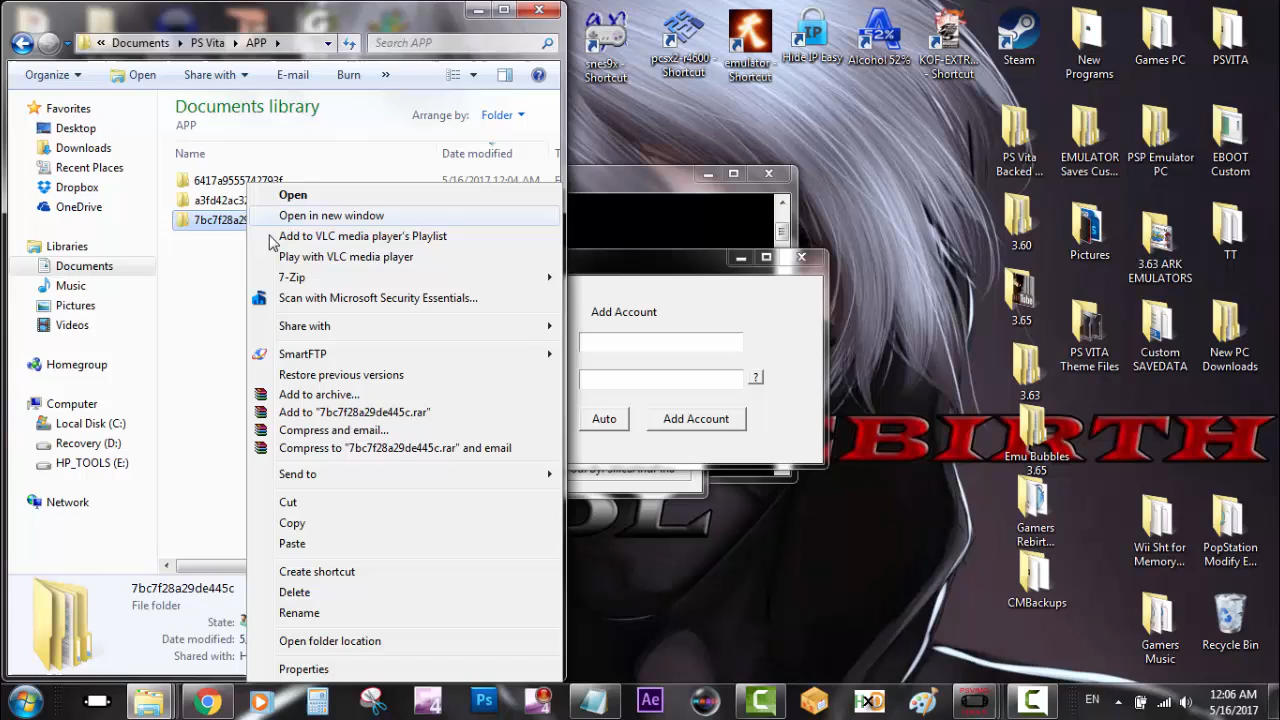 Documents
PS Vita
APP
Search APP
Organize
Open
Share with
E-mail
Burn
»
Favorites
Desktop
Downloads
Recent Places
Dropbox
OneDrive
Libraries
Documents
Music
Pictures
Videos
Homegroup
Computer
Local Disk (C:)
Recovery (D:)
HP_TOOLS (E:)
Network
Documents library
APP
Arrange by:
Folder
Name
Date modified
6417a9555742793f
5/16/2017 12:04 AM
a3fd42ac32
7bc7f28a29
Open
Open in new window
Add to VLC media player's Playlist
Play with VLC media player
7-Zip
Scan with Microsoft Security Essentials...
Share with
SmartFTP
Restore previous versions
Add to archive...
Add to "7bc7f28a29de445c.rar"
Compress and email...
Compress to "7bc7f28a29de445c.rar" and email
Send to
Cut
Copy
Paste
Create shortcut
Delete
Rename
Open folder location
Properties
7bc7f28a29de445c
File folder
State:
Date modified: 5/
Shared with:
Add Account
?
Auto
Add Account
snes9x -
Shortcut
pcsx2-r4600 -
Shortcut
emulator -
Shortcut
Hide IP Easy
Alcohol 52%
KOF-EXTR...
- Shortcut
Steam
New
Programs
Games PC
PSVITA
PS Vita
Backed ...
EMULATOR
Saves Cus...
PSP Emulator
PC
EBOOT
Custom
3.60
Pictures
3.63 ARK
EMULATORS
TT
3.65
PS VITA
Theme Files
Custom
SAVEDATA
New PC
Downloads
3.63
Emu Bubbles
3.65
Gamers
Rebirt...
Wii Sht for
Memory...
PopStation
Modify E...
CMBackups
Gamers
Music
Recycle Bin
EBIRTH
EN
12:06 AM
5/16/2017